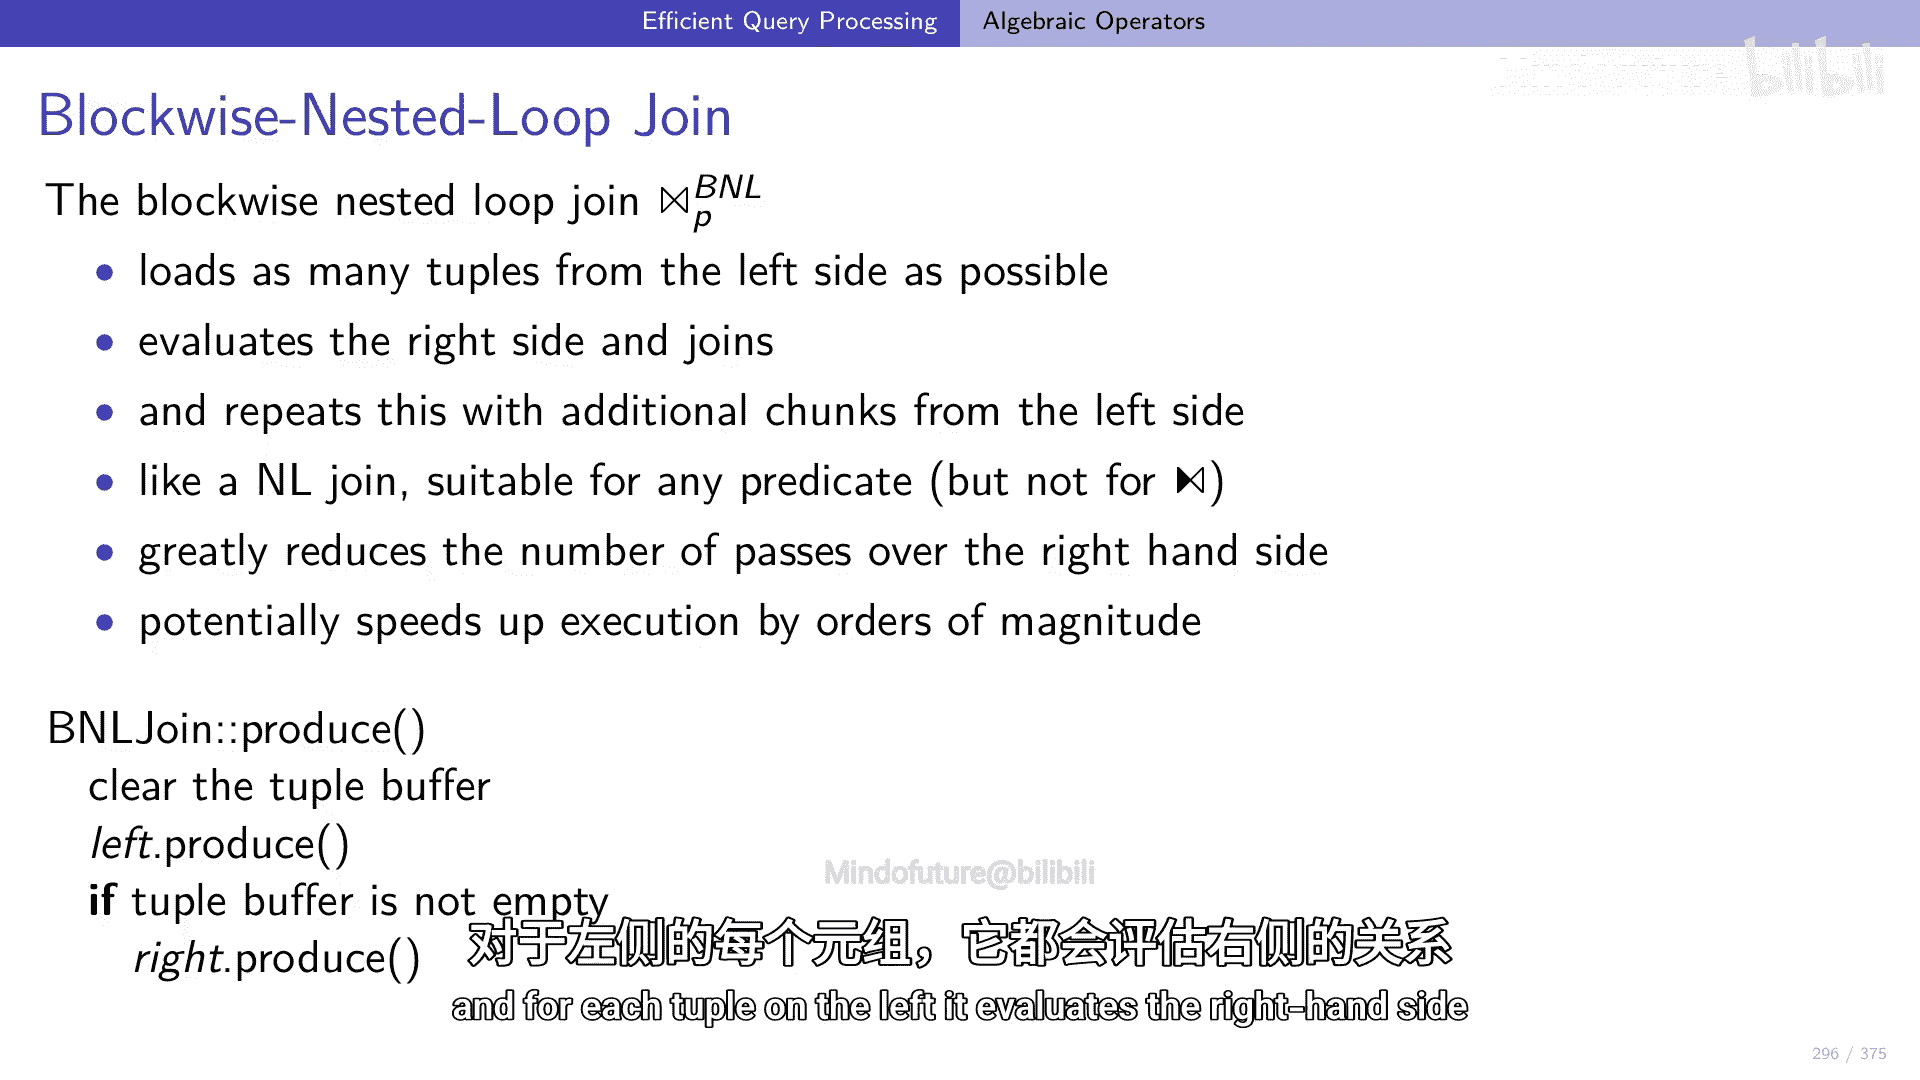 Efficient Query Processing Algebraic Operators
bilibili
Blockwise-Nested-Loop Join
The blockwise nested loop join ⋈ₚᴮᴺᴸ
• loads as many tuples from the left side as possible
• evaluates the right side and joins
• and repeats this with additional chunks from the left side
• like a NL join, suitable for any predicate (but not for ⧑)
• greatly reduces the number of passes over the right hand side
• potentially speeds up execution by orders of magnitude
BNLJoin::produce()
clear the tuple buffer
left.produce()
Mindofuture@bilibili
if tuple buffer is not empty
right.produce()
对于左侧的每个元组，它都会评估右侧的关系
and for each tuple on the left it evaluates the right-hand side
296 / 375